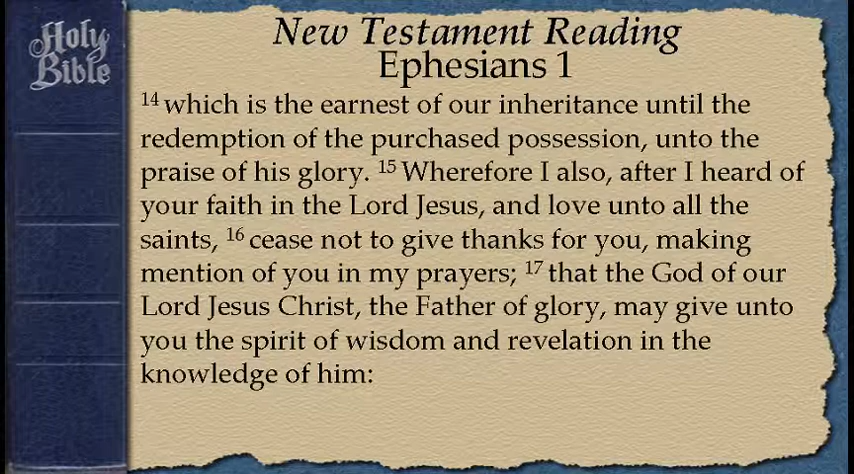 Holy
Bible
New Testament Reading
Ephesians 1
14 which is the earnest of our inheritance until the
redemption of the purchased possession, unto the
praise of his glory. 15 Wherefore I also, after I heard of
your faith in the Lord Jesus, and love unto all the
saints, 16 cease not to give thanks for you, making
mention of you in my prayers; 17 that the God of our
Lord Jesus Christ, the Father of glory, may give unto
you the spirit of wisdom and revelation in the
knowledge of him: